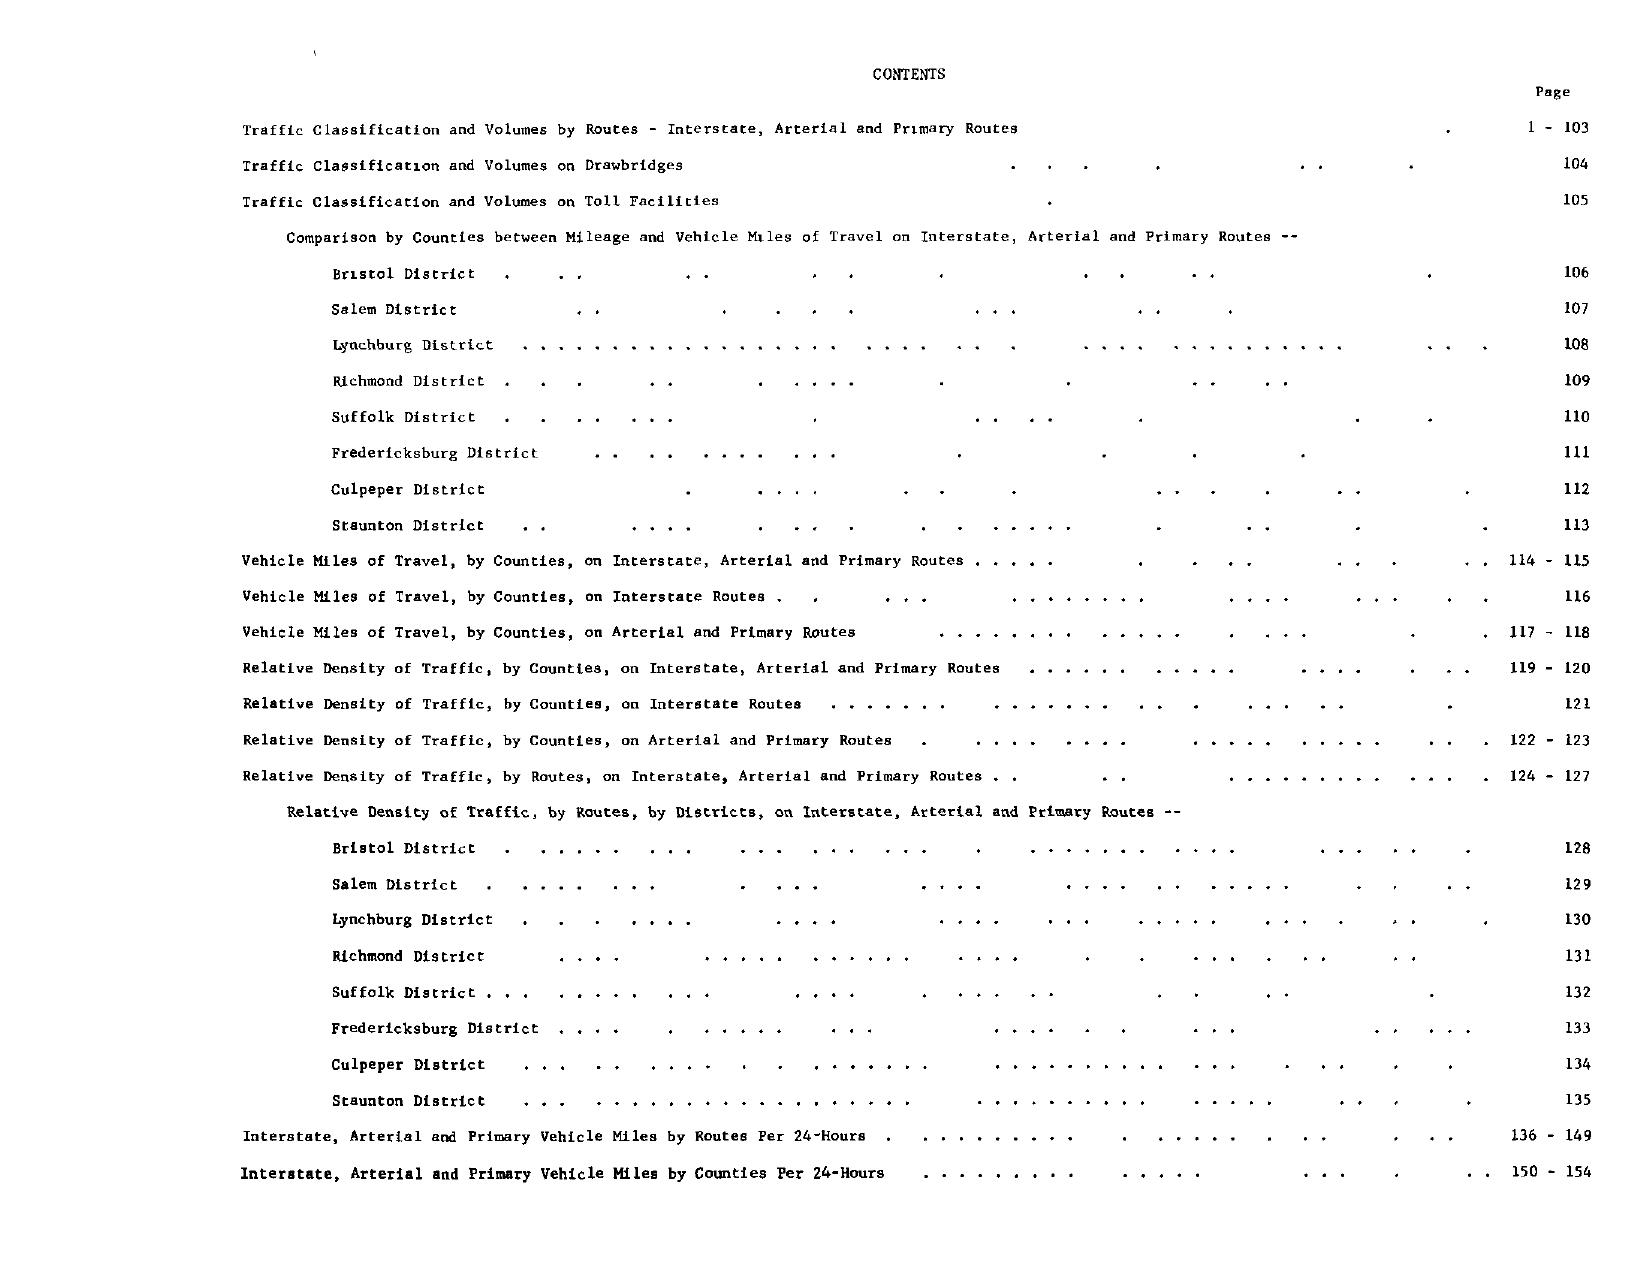 CONTENTS
Page
Traffic Classification and Volumes by Routes - Interstate, Arterial and Primary Routes . 1 - 103
Traffic Classification and Volumes on Drawbridges . . . . . . . 104
Traffic Classification and Volumes on Toll Facilities . 105
Comparison by Counties between Mileage and Vehicle Miles of Travel on Interstate, Arterial and Primary Routes --
Bristol District . . . . . . . . . . . . . 106
Salem District . . . . . . . . . . . . 107
Lynchburg District . . . . . . . . . . . . . . . . . . . . . . . . . . . . . . . . . . . . . . . . . 108
Richmond District . . . . . . . . . . . . . . . . 109
Suffolk District . . . . . . . . . . . . . . . 110
Fredericksburg District . . . . . . . . . . . . . . . 111
Culpeper District . . . . . . . . . . . . . . . 112
Staunton District . . . . . . . . . . . . . . . . . . . . . 113
Vehicle Miles of Travel, by Counties, on Interstate, Arterial and Primary Routes . . . . . . . . . . . . . . 114 - 115
Vehicle Miles of Travel, by Counties, on Interstate Routes . . . . . . . . . . . . . . . . . . . . . . 116
Vehicle Miles of Travel, by Counties, on Arterial and Primary Routes . . . . . . . . . . . . . . . . . . . 117 - 118
Relative Density of Traffic, by Counties, on Interstate, Arterial and Primary Routes . . . . . . . . . . . . . . . . . . 119 - 120
Relative Density of Traffic, by Counties, on Interstate Routes . . . . . . . . . . . . . . . . . . . . . . . 121
Relative Density of Traffic, by Counties, on Arterial and Primary Routes . . . . . . . . . . . . . . . . . . . . . . 122 - 123
Relative Density of Traffic, by Routes, on Interstate, Arterial and Primary Routes . . . . . . . . . . . . . . . . . 124 - 127
Relative Density of Traffic, by Routes, by Districts, on Interstate, Arterial and Primary Routes --
Bristol District . . . . . . . . . . . . . . . . . . . . . . . . . . . . . . . . . . . 128
Salem District . . . . . . . . . . . . . . . . . . . . . . . . . . . . . . 129
Lynchburg District . . . . . . . . . . . . . . . . . . . . . . . . . . . . . . 130
Richmond District . . . . . . . . . . . . . . . . . . . . . . . . . . . . . 131
Suffolk District . . . . . . . . . . . . . . . . . . . . . . . . . . 132
Fredericksburg District . . . . . . . . . . . . . . . . . . . . . . . . . . . 133
Culpeper District . . . . . . . . . . . . . . . . . . . . . . . . . . . . . . . . . . . . 134
Staunton District . . . . . . . . . . . . . . . . . . . . . . . . . . . . . . . . . . . . . . . . 135
Interstate, Arterial and Primary Vehicle Miles by Routes Per 24-Hours . . . . . . . . . . . . . . . . . . . . . . 136 - 149
Interstate, Arterial and Primary Vehicle Miles by Counties Per 24-Hours . . . . . . . . . . . . . . . . . . . . 150 - 154